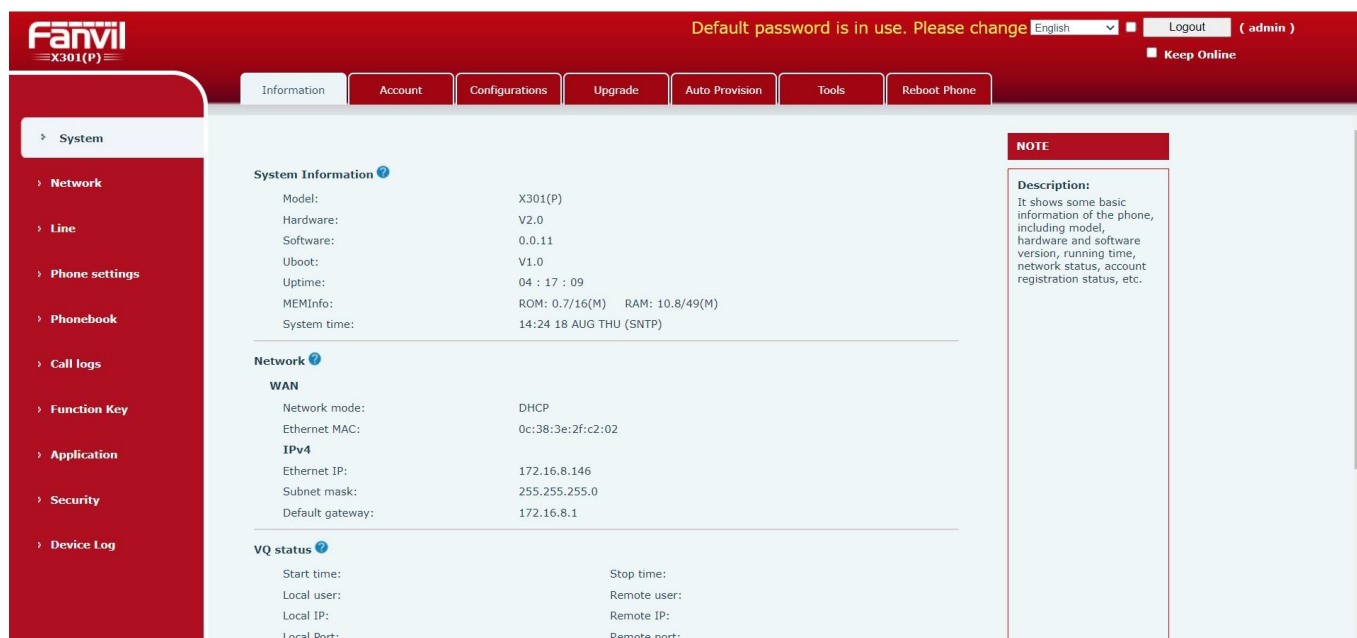 Fanvil
X301(P)
Default password is in use. Please change English Logout ( admin )
Keep Online
Information Account Configurations Upgrade Auto Provision Tools Reboot Phone
› System
› Network
› Line
› Phone settings
› Phonebook
› Call logs
› Function Key
› Application
› Security
› Device Log
System Information ?
Model: X301(P)
Hardware: V2.0
Software: 0.0.11
Uboot: V1.0
Uptime: 04 : 17 : 09
MEMInfo: ROM: 0.7/16(M) RAM: 10.8/49(M)
System time: 14:24 18 AUG THU (SNTP)
Network ?
WAN
Network mode: DHCP
Ethernet MAC: 0c:38:3e:2f:c2:02
IPv4
Ethernet IP: 172.16.8.146
Subnet mask: 255.255.255.0
Default gateway: 172.16.8.1
VQ status ?
Start time: Stop time:
Local user: Remote user:
Local IP: Remote IP:
Local Port: Remote port:
NOTE
Description:
It shows some basic
information of the phone,
including model,
hardware and software
version, running time,
network status, account
registration status, etc.